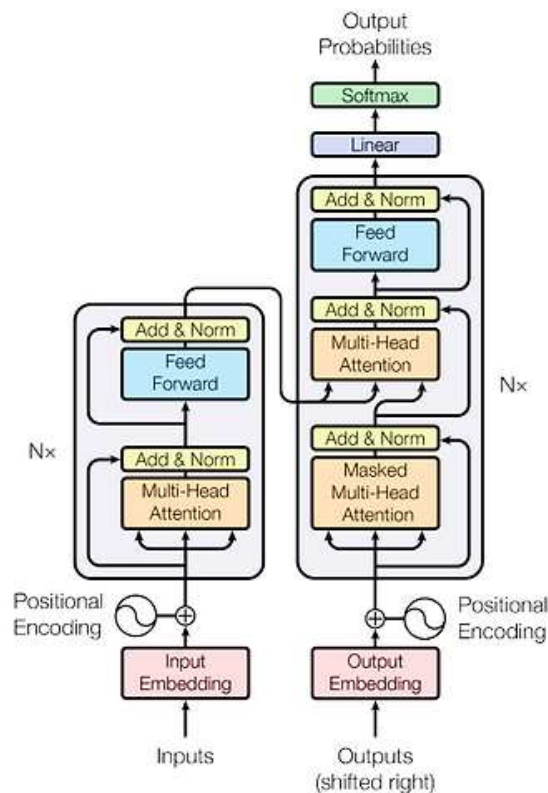 Output
Probabilities
Softmax
Linear
Add & Norm
Feed
Forward
Add & Norm
Multi-Head
Attention
Add & Norm
Masked
Multi-Head
Attention
N×
Add & Norm
Feed
Forward
Add & Norm
Multi-Head
Attention
N×
Positional
Encoding
Positional
Encoding
Input
Embedding
Output
Embedding
Inputs
Outputs
(shifted right)